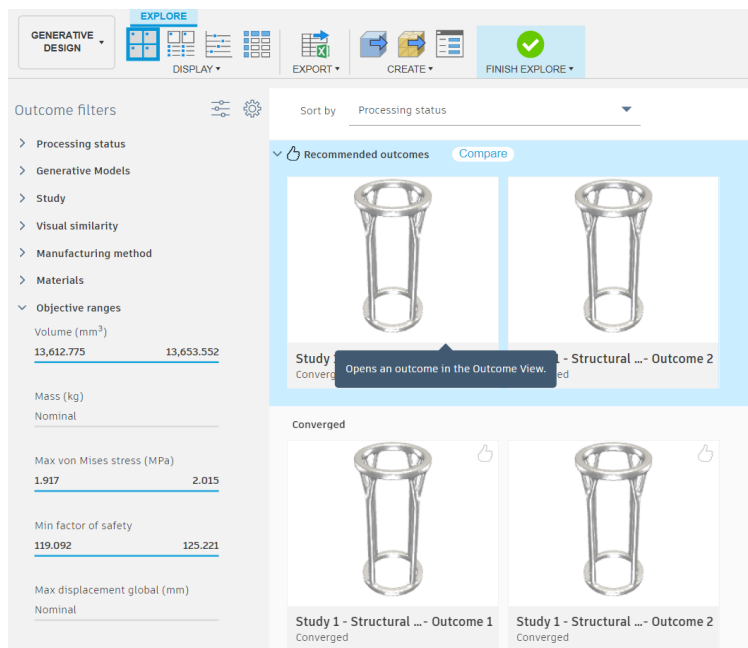 EXPLORE
GENERATIVE
DESIGN
DISPLAY
EXPORT
CREATE
FINISH EXPLORE
Outcome filters
Processing status
Generative Models
Study
Visual similarity
Manufacturing method
Materials
Objective ranges
Volume (mm³)
13,612.775 13,653.552
Mass (kg)
Nominal
Max von Mises stress (MPa)
1.917 2.015
Min factor of safety
119.092 125.221
Max displacement global (mm)
Nominal
Sort by Processing status
Recommended outcomes Compare
Study 1 - Structural ...- Outcome 2
Converg ed
Opens an outcome in the Outcome View.
Converged
Study 1 - Structural ...- Outcome 1
Converged
Study 1 - Structural ...- Outcome 2
Converged